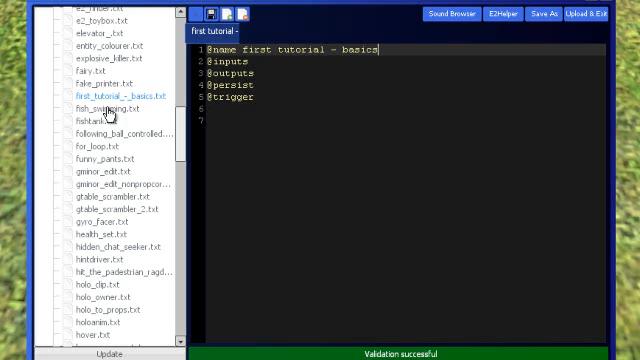 e2_finder.txt
e2_toybox.txt
elevator_.txt
entity_colourer.txt
explosive_killer.txt
fairy.txt
fake_printer.txt
first_tutorial_-_basics.txt
fish_swimming.txt
following_ball_controlled....
for_loop.txt
funny_pants.txt
gminor_edit.txt
gminor_edit_nonpropcor...
gtable_scrambler.txt
gtable_scrambler_2.txt
gyro_facer.txt
health_set.txt
hidden_chat_seeker.txt
hintdriver.txt
hit_the_padestrian_ragd...
holo_clip.txt
holo_owner.txt
holo_to_props.txt
holoanim.txt
hover.txt
Update
Sound Browser E2Helper Save As Upload & Exit
first tutorial -
1 @name first tutorial - basics
2 @inputs
3 @outputs
4 @persist
5 @trigger
6
7
Validation successful